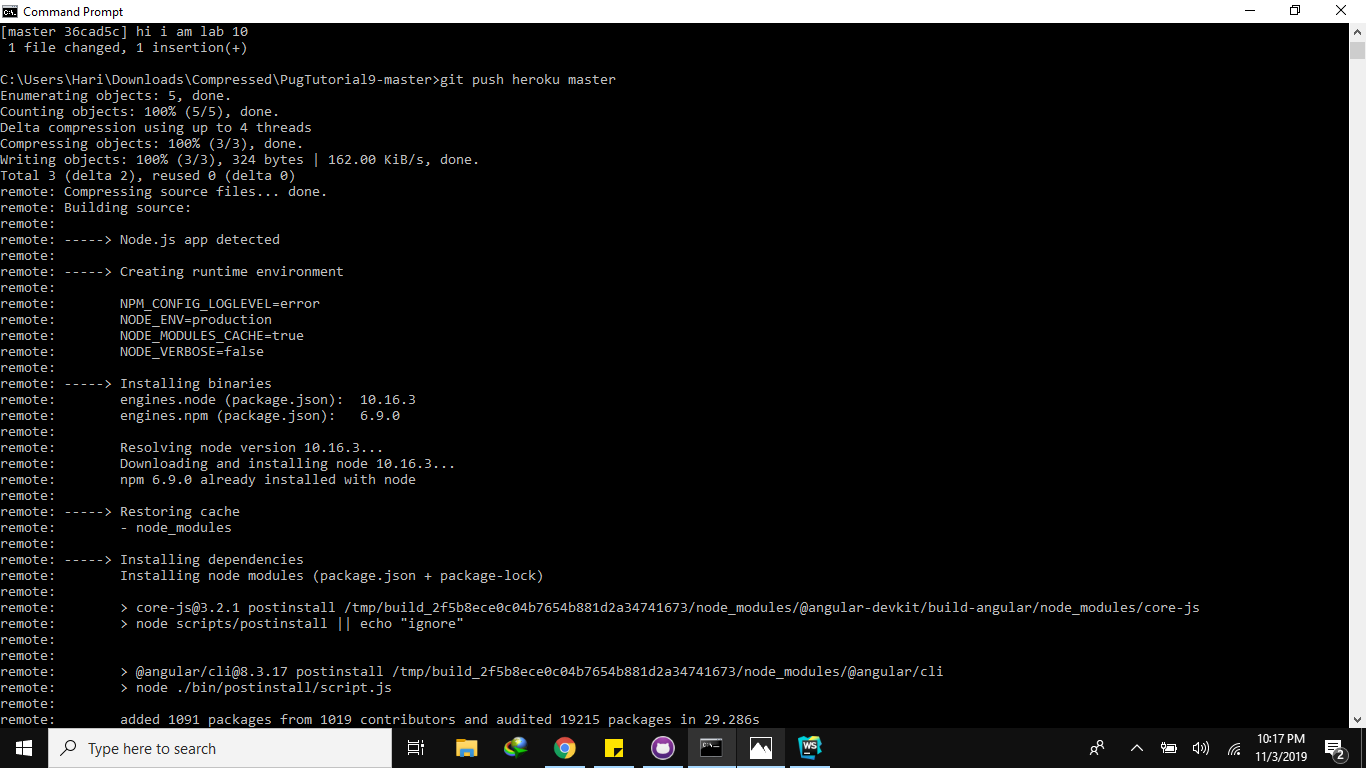 Command Prompt
[master 36cad5c] hi i am lab 10
 1 file changed, 1 insertion(+)
C:\Users\Hari\Downloads\Compressed\PugTutorial9-master>git push heroku master
Enumerating objects: 5, done.
Counting objects: 100% (5/5), done.
Delta compression using up to 4 threads
Compressing objects: 100% (3/3), done.
Writing objects: 100% (3/3), 324 bytes | 162.00 KiB/s, done.
Total 3 (delta 2), reused 0 (delta 0)
remote: Compressing source files... done.
remote: Building source:
remote:
remote: -----> Node.js app detected
remote:
remote: -----> Creating runtime environment
remote:
remote:        NPM_CONFIG_LOGLEVEL=error
remote:        NODE_ENV=production
remote:        NODE_MODULES_CACHE=true
remote:        NODE_VERBOSE=false
remote:
remote: -----> Installing binaries
remote:        engines.node (package.json):  10.16.3
remote:        engines.npm (package.json):   6.9.0
remote:
remote:        Resolving node version 10.16.3...
remote:        Downloading and installing node 10.16.3...
remote:        npm 6.9.0 already installed with node
remote:
remote: -----> Restoring cache
remote:        - node_modules
remote:
remote: -----> Installing dependencies
remote:        Installing node modules (package.json + package-lock)
remote:
remote:        > core-js@3.2.1 postinstall /tmp/build_2f5b8ece0c04b7654b881d2a34741673/node_modules/@angular-devkit/build-angular/node_modules/core-js
remote:        > node scripts/postinstall || echo "ignore"
remote:
remote:
remote:        > @angular/cli@8.3.17 postinstall /tmp/build_2f5b8ece0c04b7654b881d2a34741673/node_modules/@angular/cli
remote:        > node ./bin/postinstall/script.js
remote:
remote:        added 1091 packages from 1019 contributors and audited 19215 packages in 29.286s
Type here to search
WS
10:17 PM
11/3/2019
2